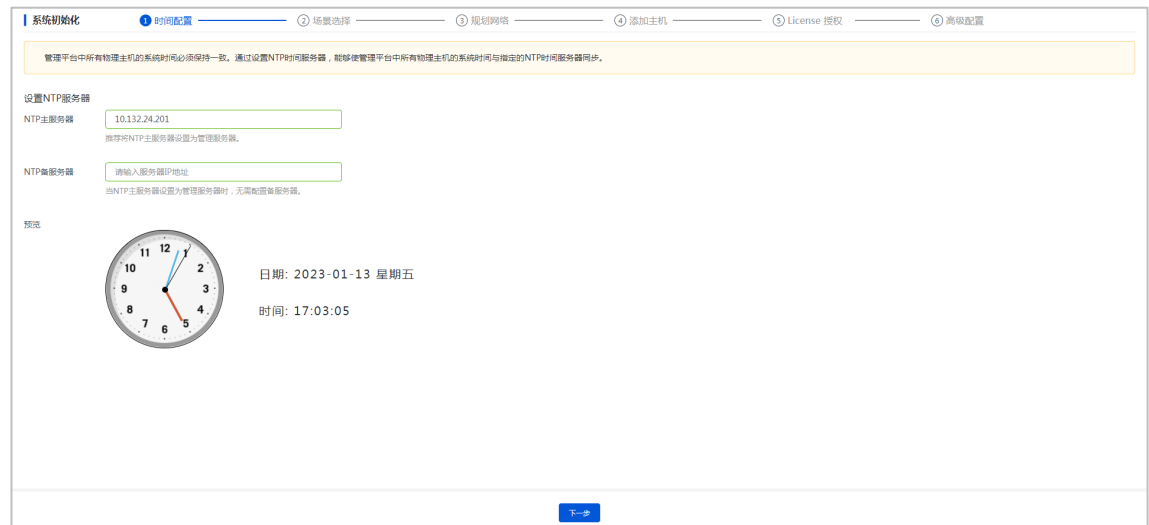 系统初始化 1 时间配置 2 场景选择 3 规划网络 4 添加主机 5 License 授权 6 高级配置
管理平台中所有物理主机的系统时间必须保持一致。通过设置NTP时间服务器，能够使管理平台中所有物理主机的系统时间与指定的NTP时间服务器同步。
设置NTP服务器
NTP主服务器 10.132.24.201
推荐将NTP主服务器设置为管理服务器。
NTP备服务器 请输入服务器IP地址
当NTP主服务器设置为管理服务器时，无需配置备服务器。
预览
12
11 1
10 2
9 3
8 4
7 5
6
日期: 2023-01-13 星期五
时间: 17:03:05
下一步